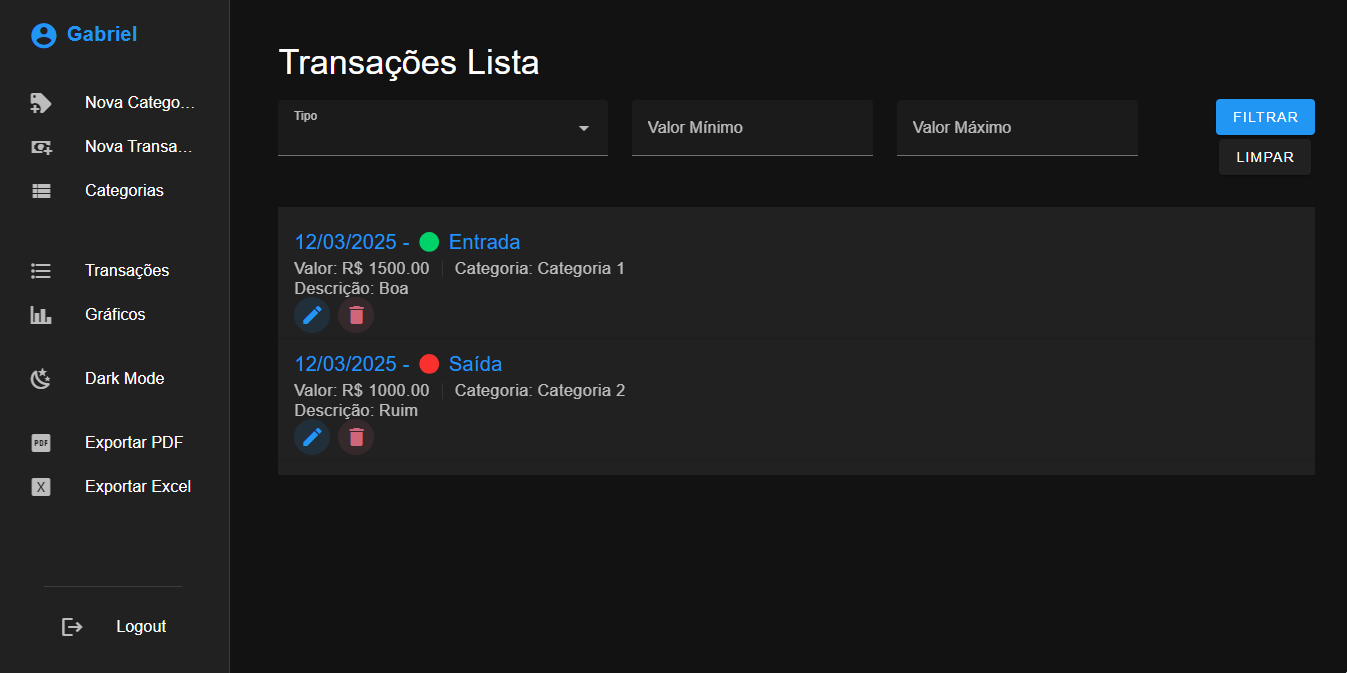 Gabriel
Nova Catego...
Nova Transa...
Categorias
Transações
Gráficos
Dark Mode
PDF Exportar PDF
X Exportar Excel
Logout
Transações Lista
Tipo
Valor Mínimo
Valor Máximo
FILTRAR
LIMPAR
12/03/2025 - Entrada
Valor: R$ 1500.00 Categoria: Categoria 1
Descrição: Boa
12/03/2025 - Saída
Valor: R$ 1000.00 Categoria: Categoria 2
Descrição: Ruim